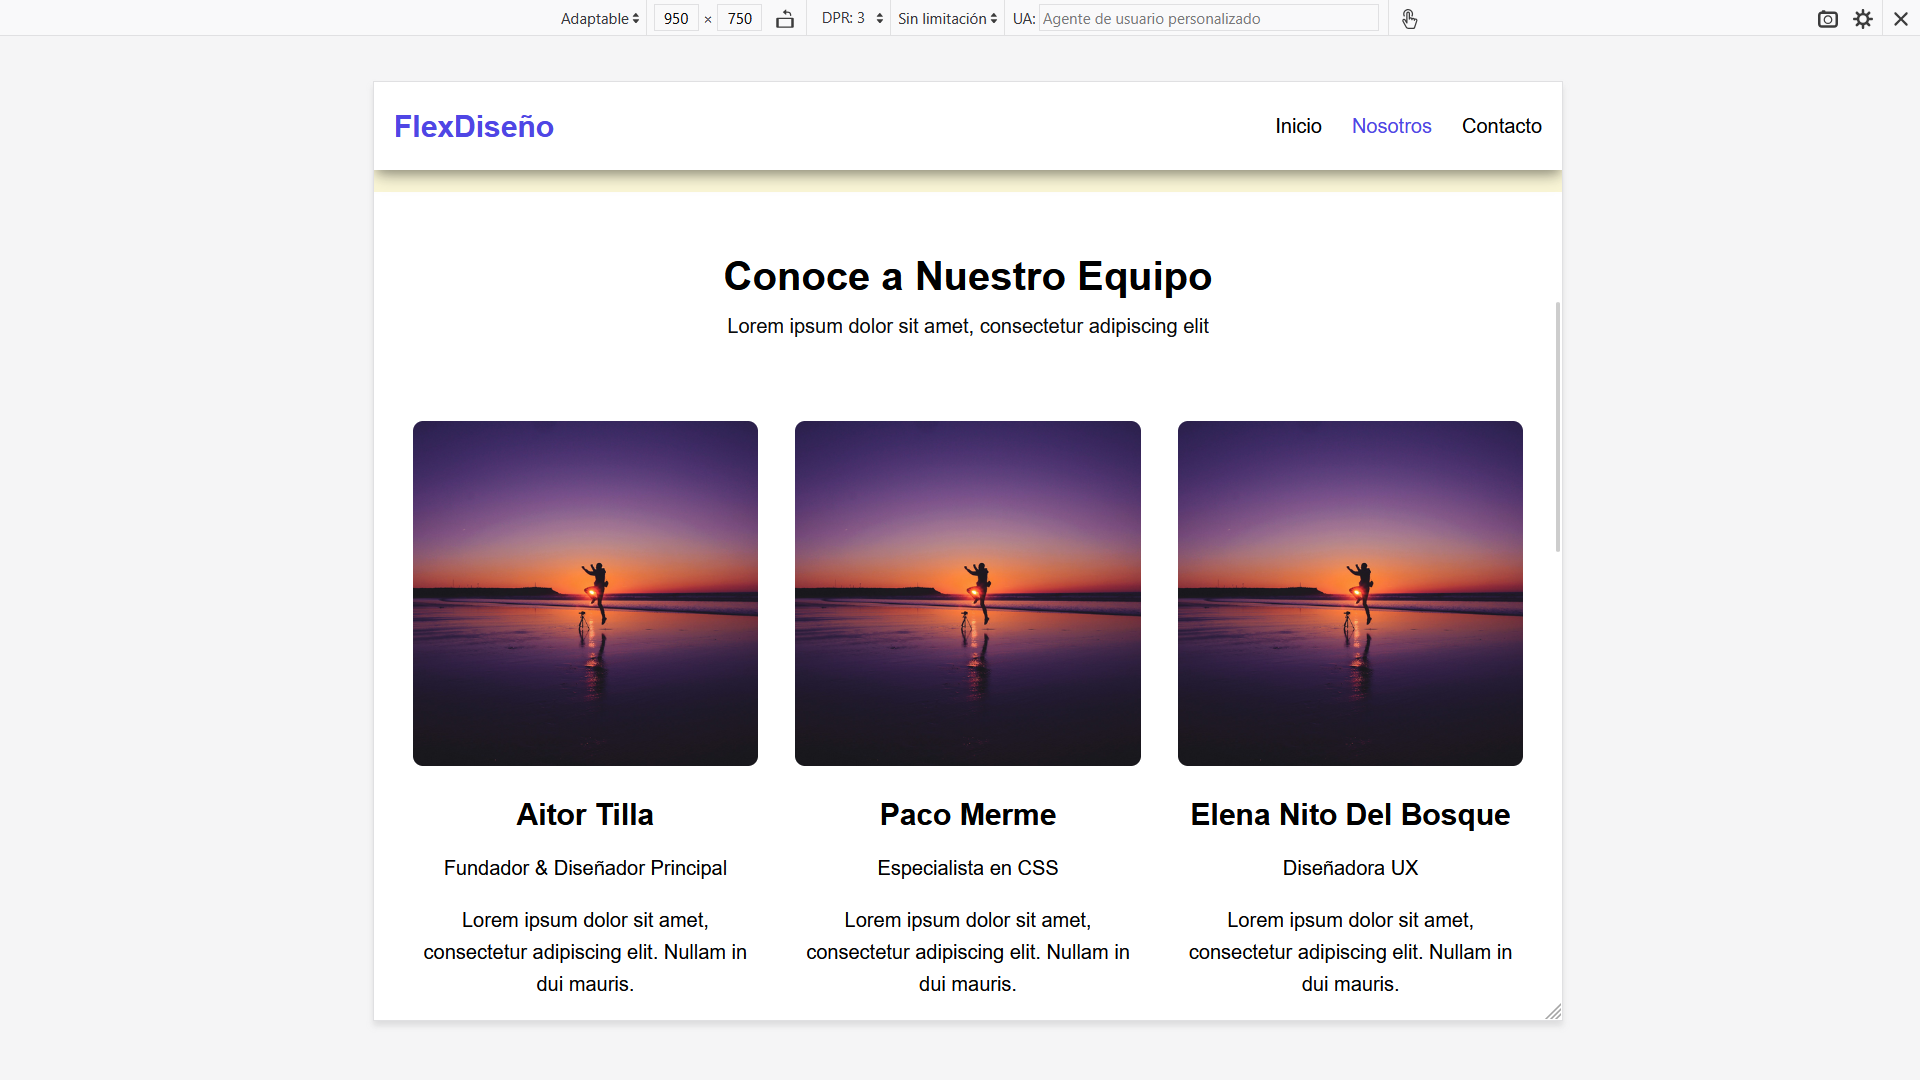 Adaptable 950 × 750 DPR: 3 Sin limitación UA: Agente de usuario personalizado
FlexDiseño Inicio Nosotros Contacto
Conoce a Nuestro Equipo
Lorem ipsum dolor sit amet, consectetur adipiscing elit
Aitor Tilla
Fundador & Diseñador Principal
Lorem ipsum dolor sit amet,
consectetur adipiscing elit. Nullam in
dui mauris.
Paco Merme
Especialista en CSS
Lorem ipsum dolor sit amet,
consectetur adipiscing elit. Nullam in
dui mauris.
Elena Nito Del Bosque
Diseñadora UX
Lorem ipsum dolor sit amet,
consectetur adipiscing elit. Nullam in
dui mauris.